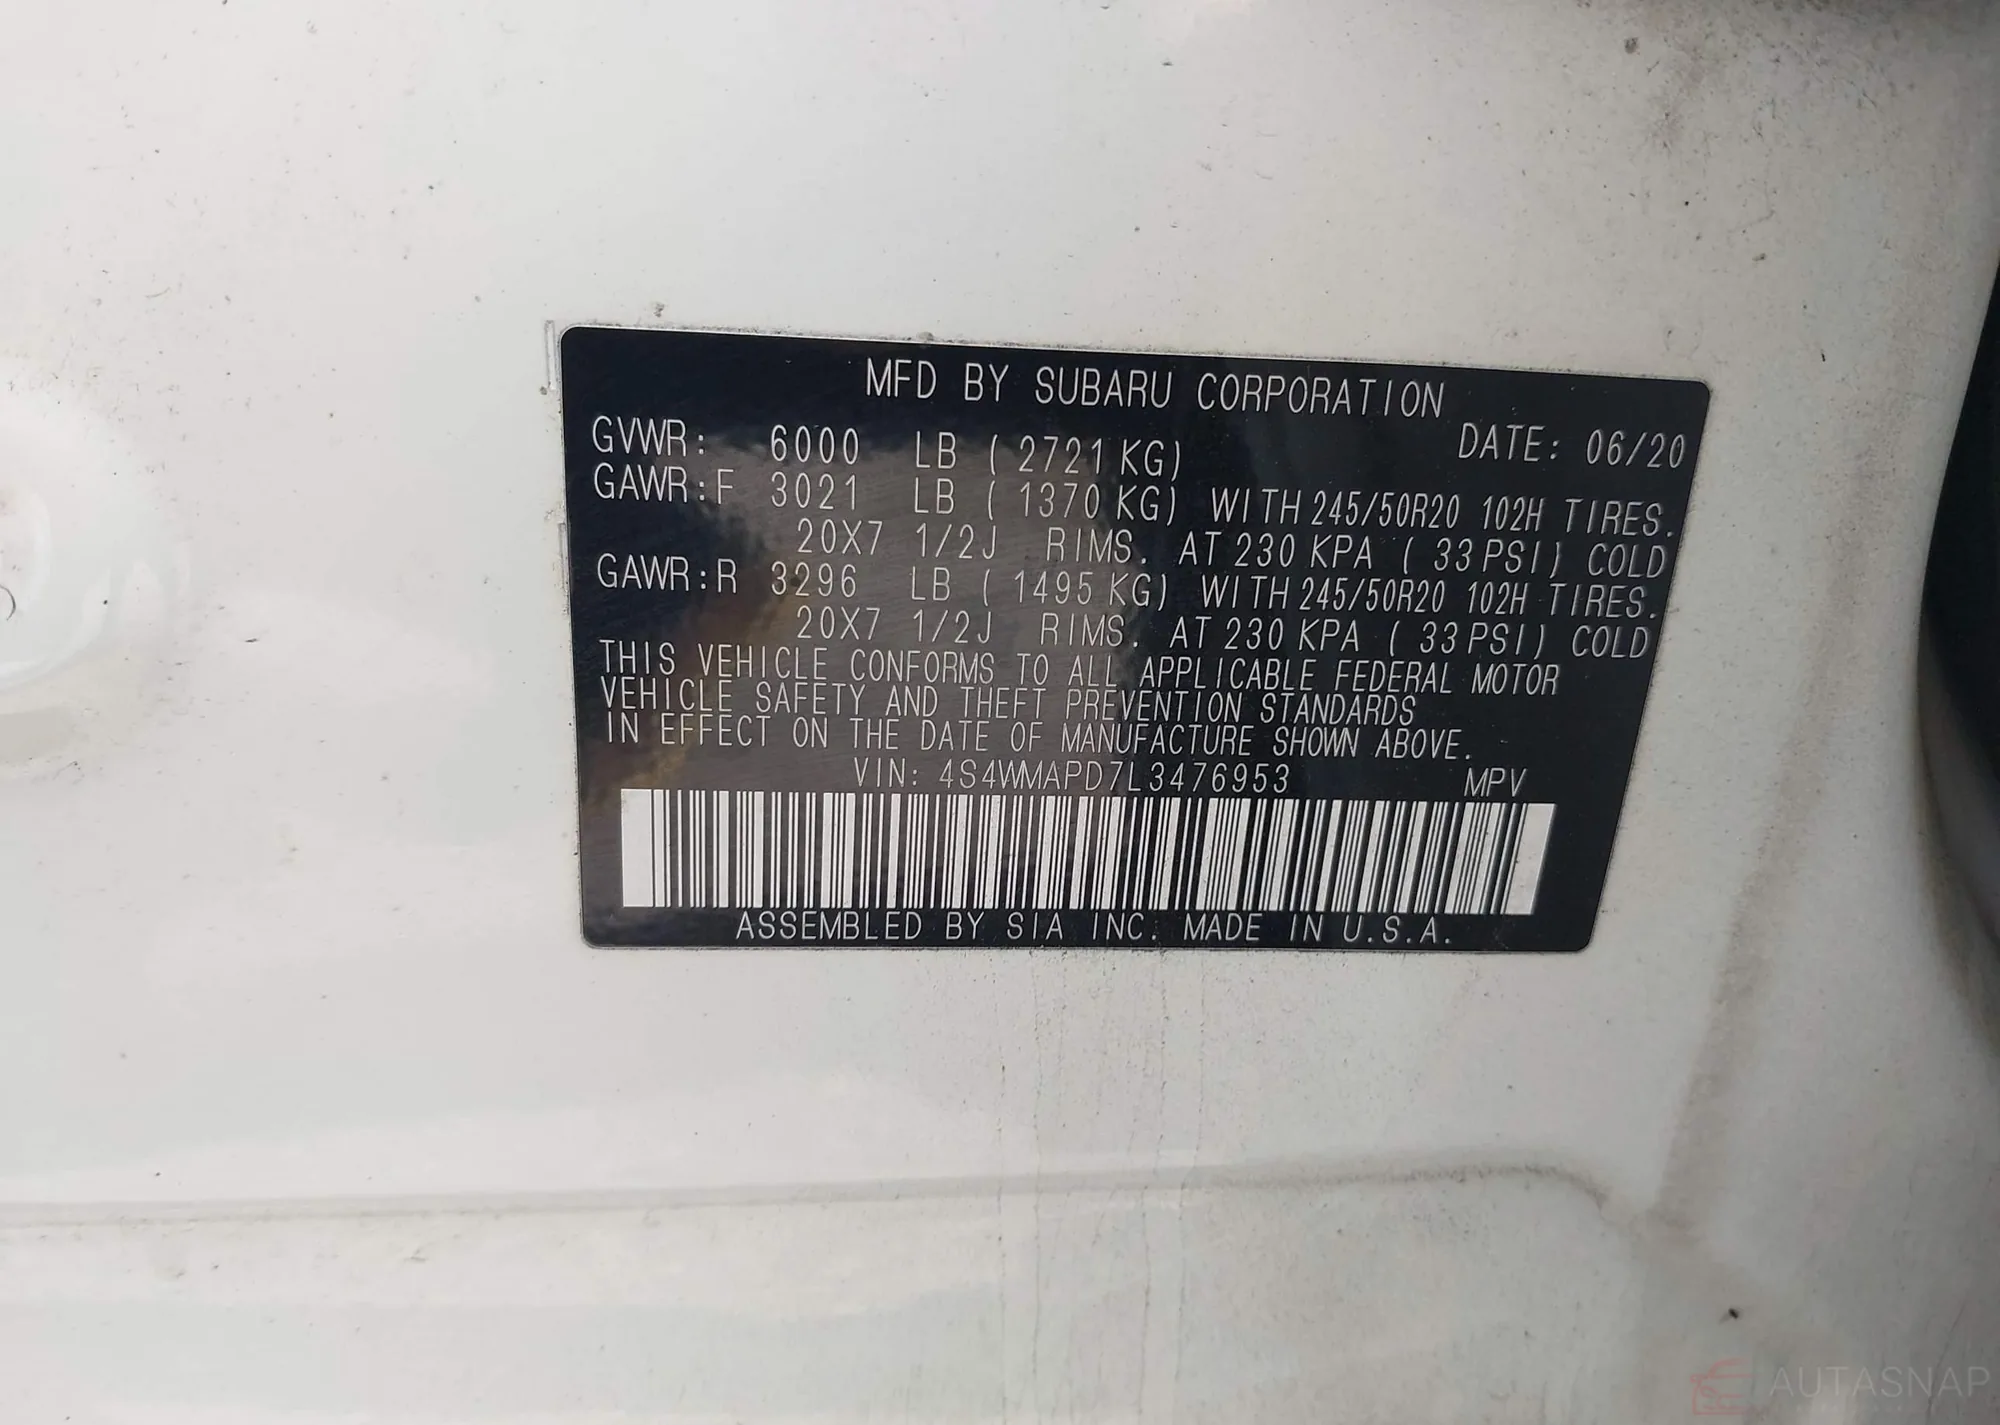 MFD BY SUBARU CORPORATION
GVWR: 6000 LB ( 2721 KG) DATE: 06/20
GAWR:F 3021 LB ( 1370 KG) WITH 245/50R20 102H TIRES.
20X7 1/2J RIMS. AT 230 KPA ( 33 PSI) COLD
GAWR:R 3296 LB ( 1495 KG) WITH 245/50R20 102H TIRES.
20X7 1/2J RIMS. AT 230 KPA ( 33 PSI) COLD
THIS VEHICLE CONFORMS TO ALL APPLICABLE FEDERAL MOTOR
VEHICLE SAFETY AND THEFT PREVENTION STANDARDS
IN EFFECT ON THE DATE OF MANUFACTURE SHOWN ABOVE.
VIN: 4S4WMAPD7L3476953 MPV
ASSEMBLED BY SIA INC. MADE IN U.S.A.
AUTASNAP